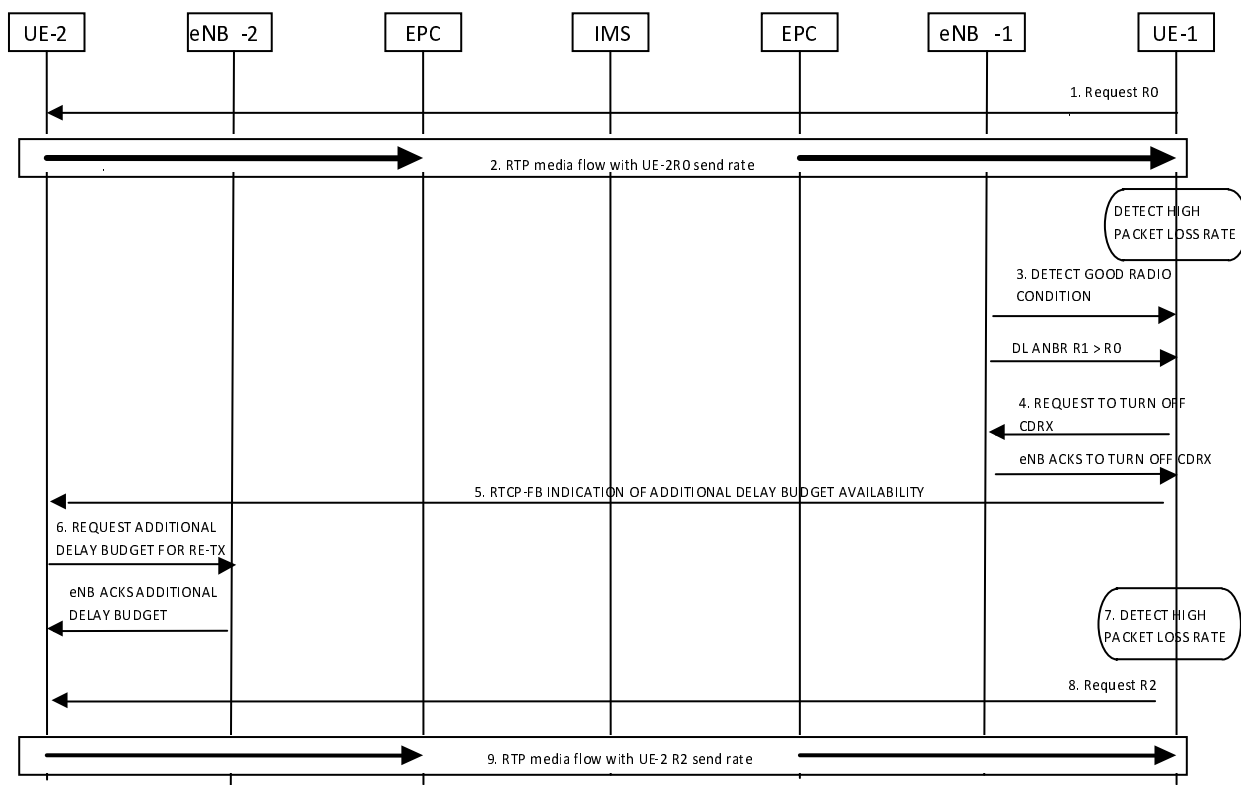 UE-2 eNB -2 EPC IMS EPC eNB -1 UE-1
1. Request R0
2. RTP media flow with UE-2R0 send rate
DETECT HIGH
PACKET LOSS RATE
3. DETECT GOOD RADIO
CONDITION
DL ANBR R1 > R0
4. REQUEST TO TURN OFF
CDRX
eNB ACKS TO TURN OFF CDRX
5. RTCP-FB INDICATION OF ADDITIONAL DELAY BUDGET AVAILABILITY
6. REQUEST ADDITIONAL
DELAY BUDGET FOR RE-TX
eNB ACKS ADDITIONAL
DELAY BUDGET
7. DETECT HIGH
PACKET LOSS RATE
8. Request R2
9. RTP media flow with UE-2 R2 send rate